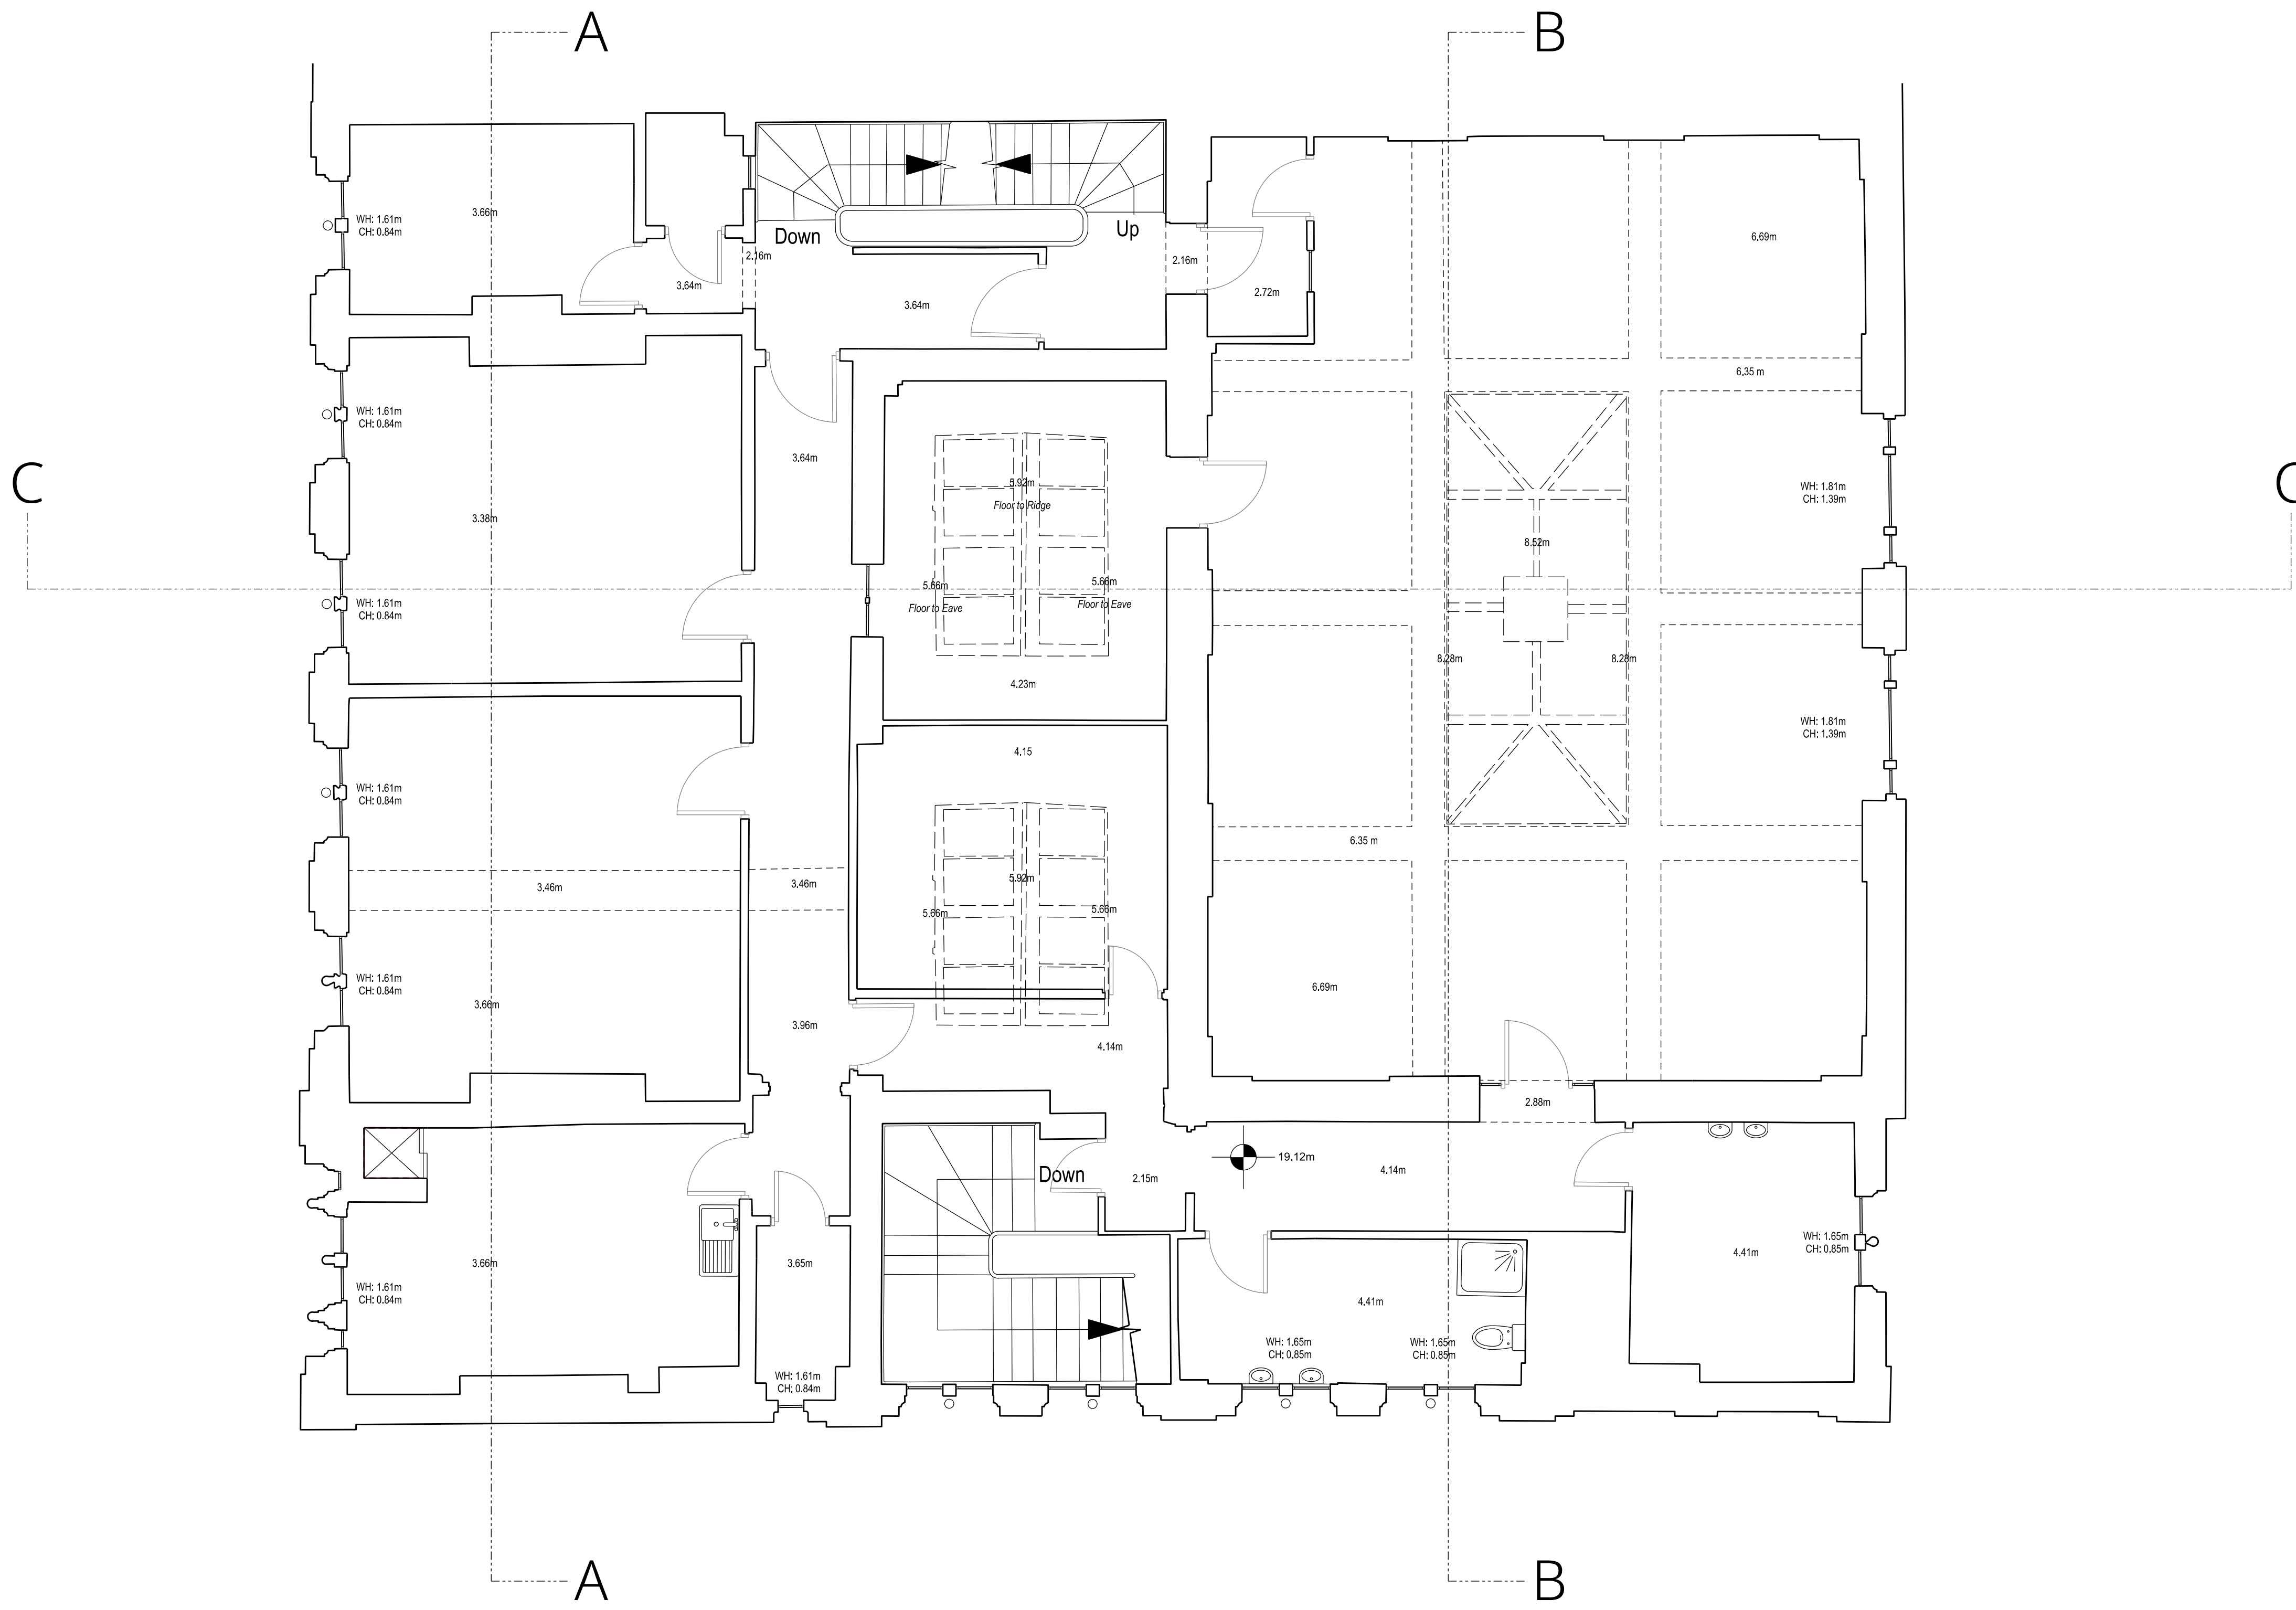 A
B
3.66m
WH: 1.61m
CH: 0.84m
Down
Up
2.16m
2.16m
3.64m
3.64m
2.72m
6.69m
6.35 m
WH: 1.61m
CH: 0.84m
3.64m
C
C
5.92m
Floor to Ridge
WH: 1.81m
CH: 1.39m
3.38m
8.52m
5.66m
Floor to Eave
5.66m
Floor to Eave
WH: 1.61m
CH: 0.84m
8.28m
8.28m
4.23m
WH: 1.81m
CH: 1.39m
4.15
WH: 1.61m
CH: 0.84m
6.35 m
3.46m
3.46m
5.92m
5.66m
5.66m
WH: 1.61m
CH: 0.84m
6.69m
3.66m
3.96m
4.14m
2.88m
19.12m
Down
2.15m
4.14m
WH: 1.65m
CH: 0.85m
4.41m
3.66m
3.65m
WH: 1.61m
CH: 0.84m
4.41m
WH: 1.65m
CH: 0.85m
WH: 1.65m
CH: 0.85m
WH: 1.61m
CH: 0.84m
A
B